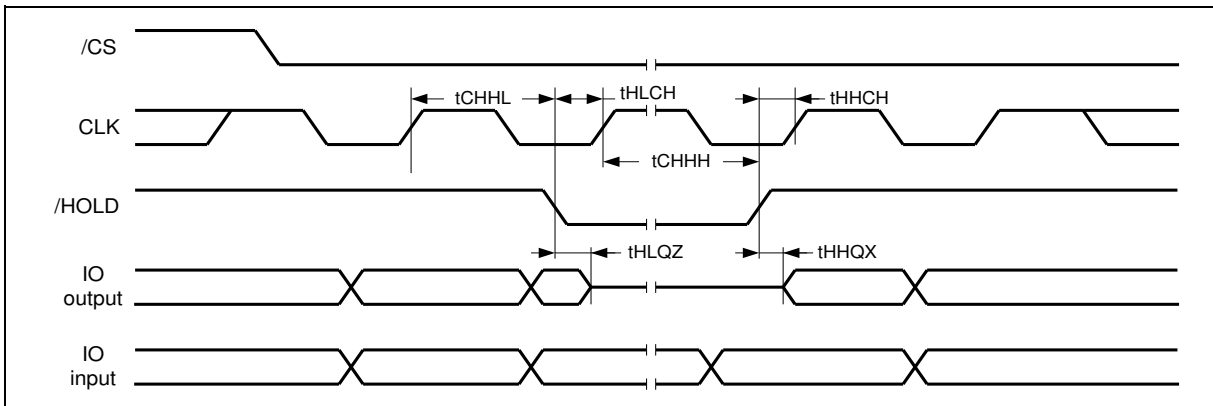 /CS
tCHHL
tHLCH
tHHCH
CLK
tCHHH
/HOLD
tHLQZ
tHHQX
IO
output
IO
input